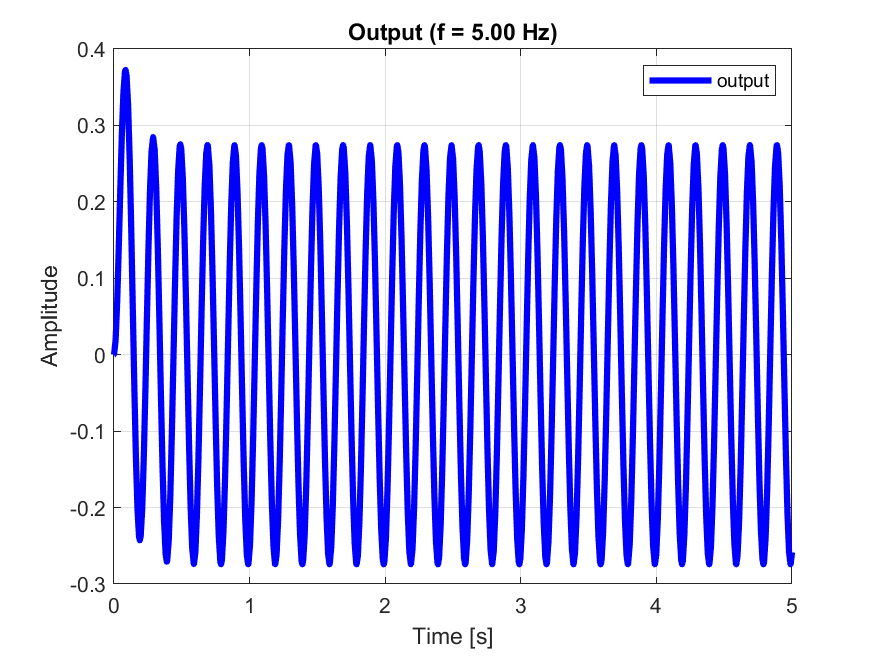 Output (f = 5.00 Hz)
output
0.4
0.3
0.2
0.1
0
-0.1
-0.2
-0.3
Amplitude
0 1 2 3 4 5
Time [s]